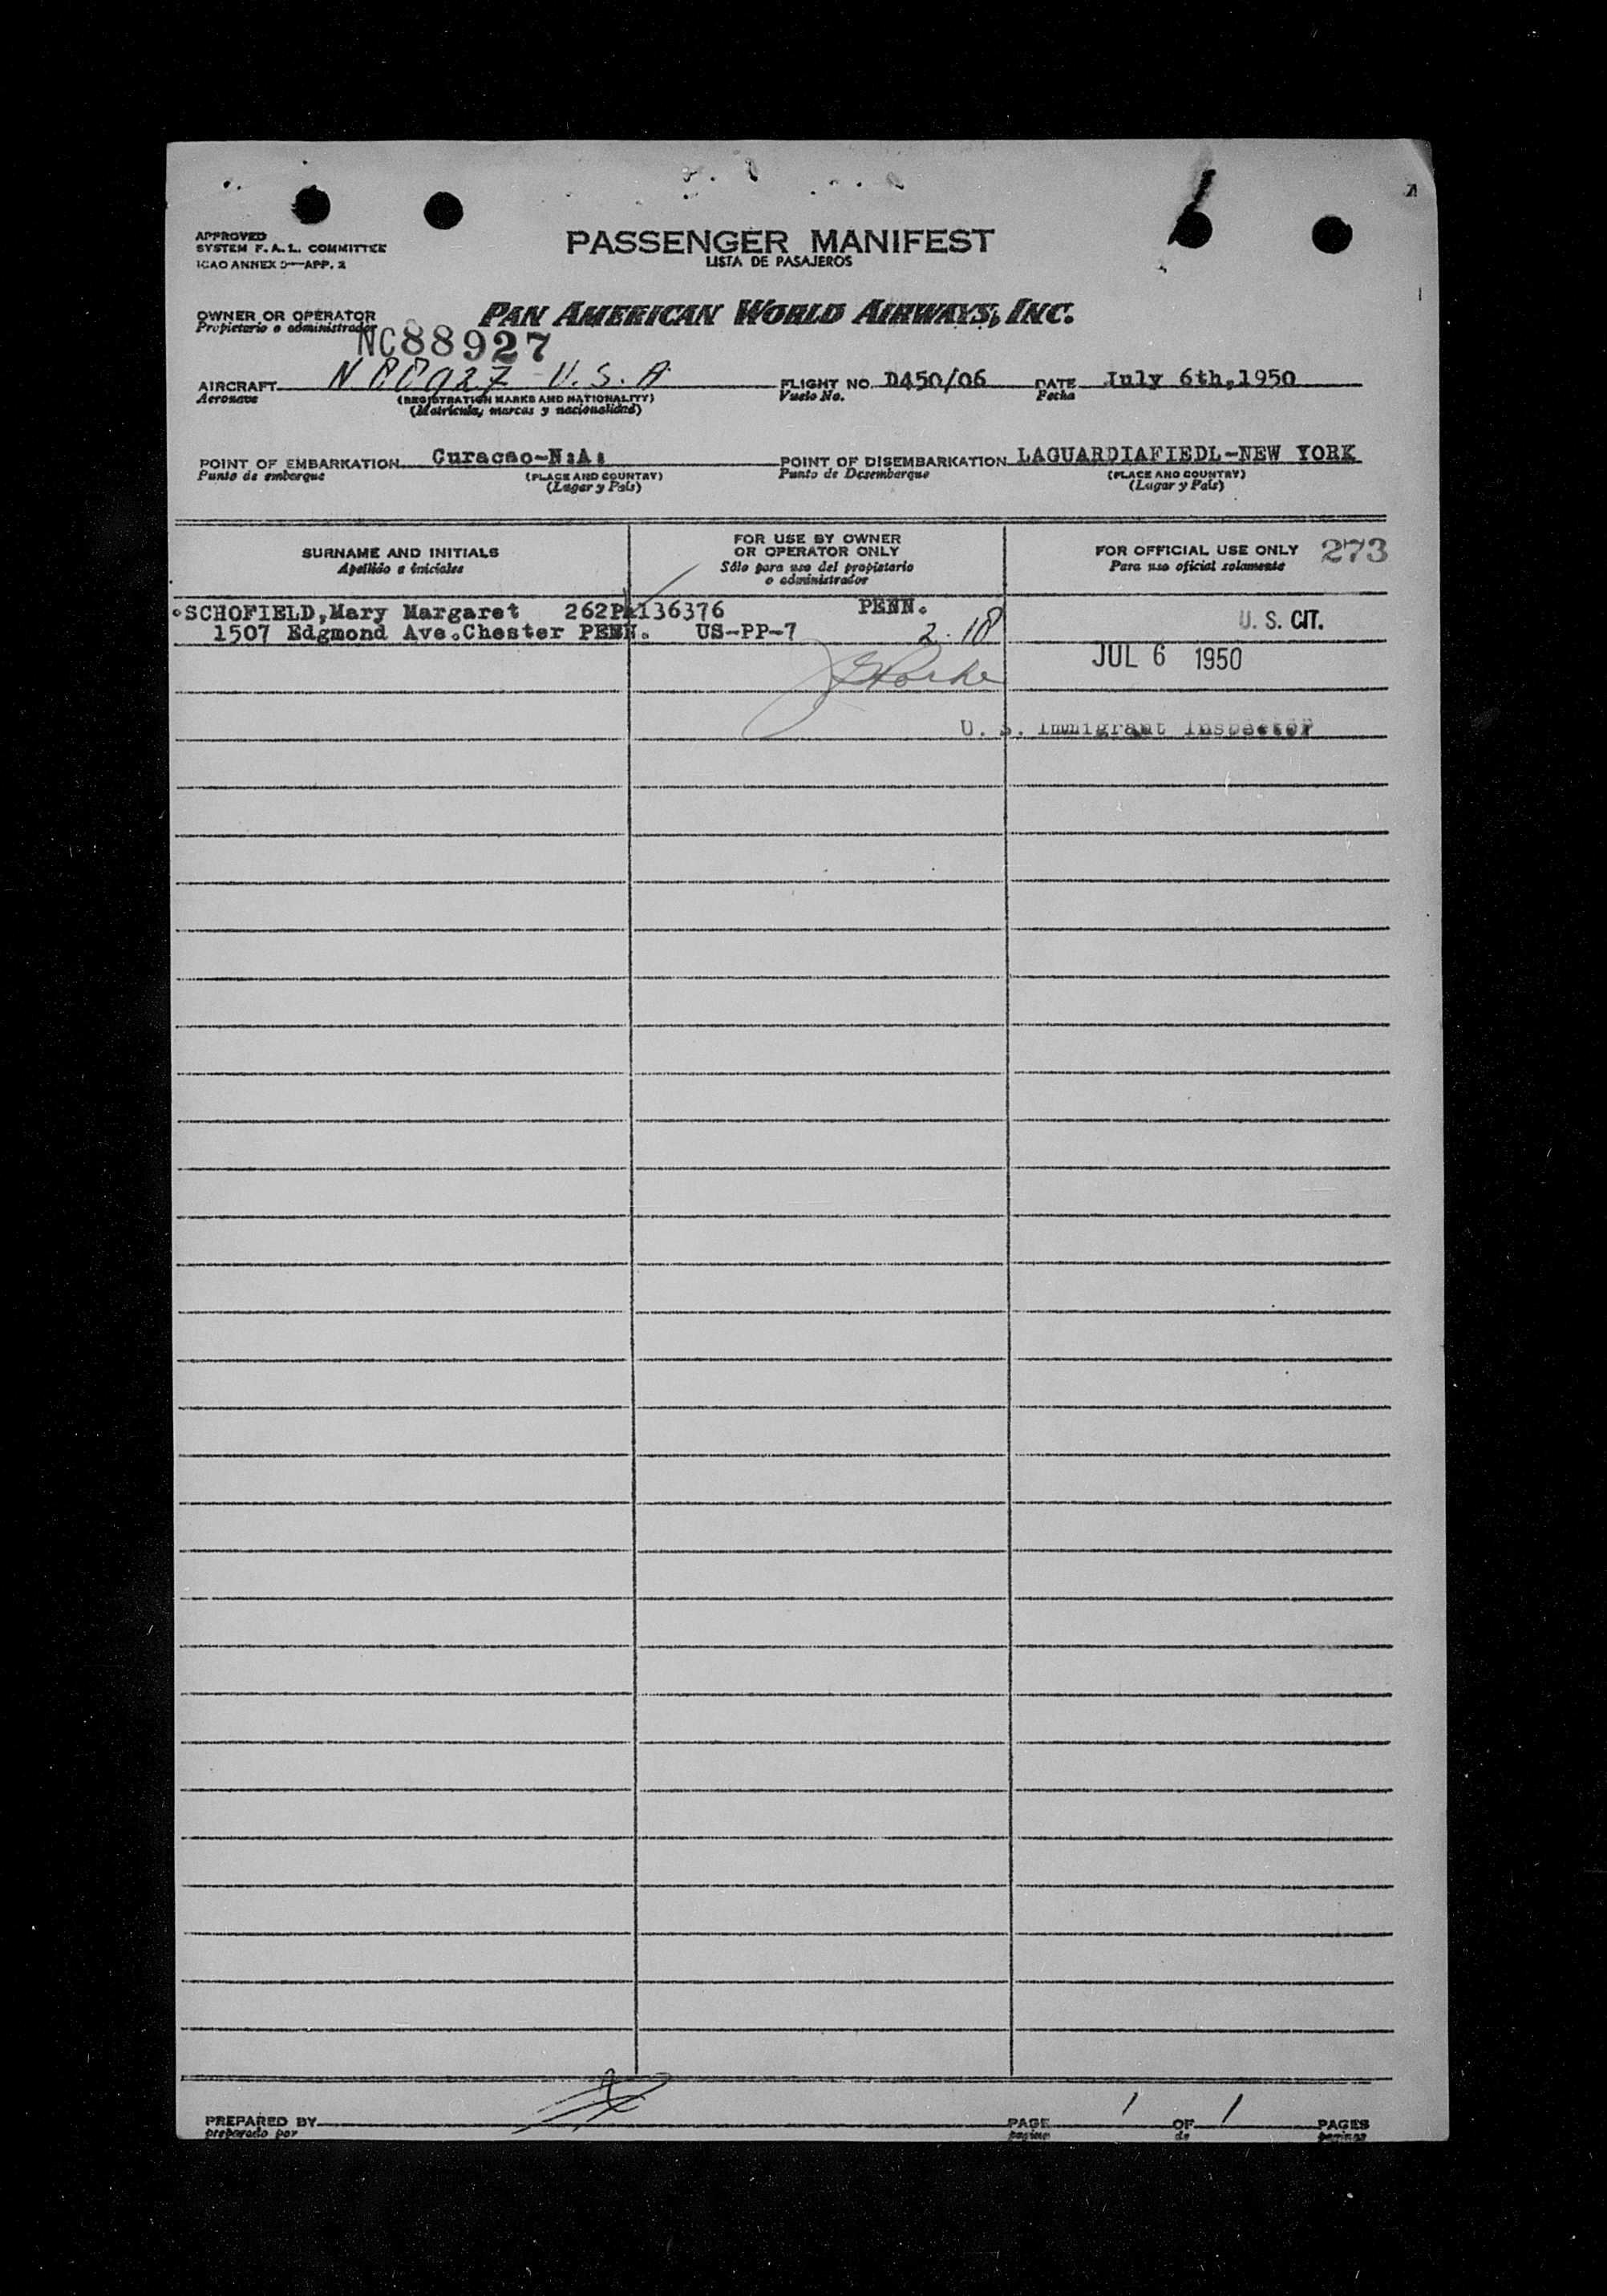 APPROVED
SYSTEM F. A. L. COMMITTEE
ICAO ANNEX 9—APP. 2
PASSENGER MANIFEST
LISTA DE PASAJEROS
OWNER OR OPERATOR
Propietario o administrador
PAN AMERICAN WORLD AIRWAYS, INC.
NC88927
AIRCRAFT N 88927 U.S.A
Aeronave
(REGISTRATION MARKS AND NATIONALITY)
(Matricula, marcas y nacionalidad)
FLIGHT NO. D450/06
Vuelo No.
DATE July 6th,1950
Fecha
POINT OF EMBARKATION Curacao-N:A:
Punto de embarque
(PLACE AND COUNTRY)
(Lugar y País)
POINT OF DISEMBARKATION LAGUARDIAFIEDL-NEW YORK
Punto de Desembarque
(PLACE AND COUNTRY)
(Lugar y País)
SURNAME AND INITIALS
Apellido e iniciales
FOR USE BY OWNER
OR OPERATOR ONLY
Sólo para uso del propietario
o administrador
FOR OFFICIAL USE ONLY 273
Para uso oficial solamente
SCHOFIELD,Mary Margaret 262PA136376 PENN. U. S. CIT.
1507 Edgmond Ave.Chester PENN. US-PP-7 2.18
JUL 6 1950
U. S. Immigrant Inspector
PREPARED BY
preparado por
PAGE 1 OF 1 PAGES
pagina de paginas